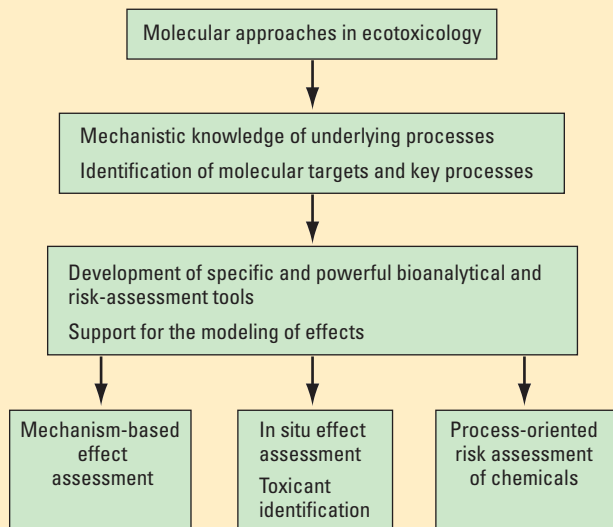 Molecular approaches in ecotoxicology
Mechanistic knowledge of underlying processes
Identification of molecular targets and key processes
Development of specific and powerful bioanalytical and
risk-assessment tools
Support for the modeling of effects
Mechanism-based
effect
assessment
In situ effect
assessment
Toxicant
identification
Process-oriented
risk assessment
of chemicals